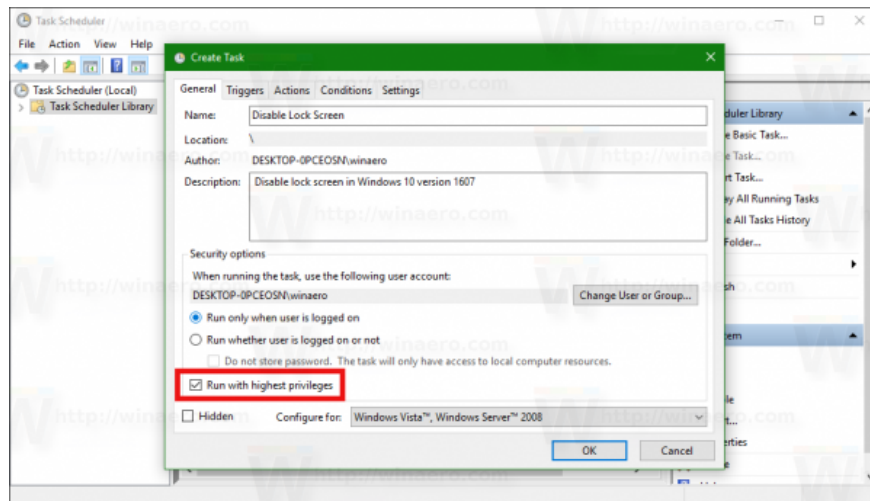 Task Scheduler
File Action View Help
Task Scheduler (Local)
Task Scheduler Library
Create Task
General Triggers Actions Conditions Settings
Name: Disable Lock Screen
Location: \
Author: DESKTOP-0PCEOSN\winaero
Description: Disable lock screen in Windows 10 version 1607
Security options
When running the task, use the following user account:
DESKTOP-0PCEOSN\winaero
Change User or Group...
Run only when user is logged on
Run whether user is logged on or not
Do not store password. The task will only have access to local computer resources.
Run with highest privileges
Hidden
Configure for: Windows Vista™, Windows Server™ 2008
OK Cancel
duler Library
e Basic Task...
e Task...
rt Task...
ay All Running Tasks
e All Tasks History
Folder...
sh
em
le
t...
erties
e
http://winaero.com